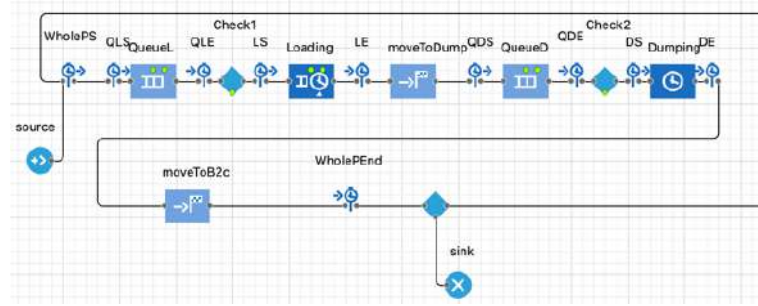 Check1
Check2
WholePS
QLS
QueueL
QLE
LS
Loading
LE
moveToDump
QDS
QueueD
QDE
DS
Dumping
DE
source
moveToB2c
WholePEnd
sink